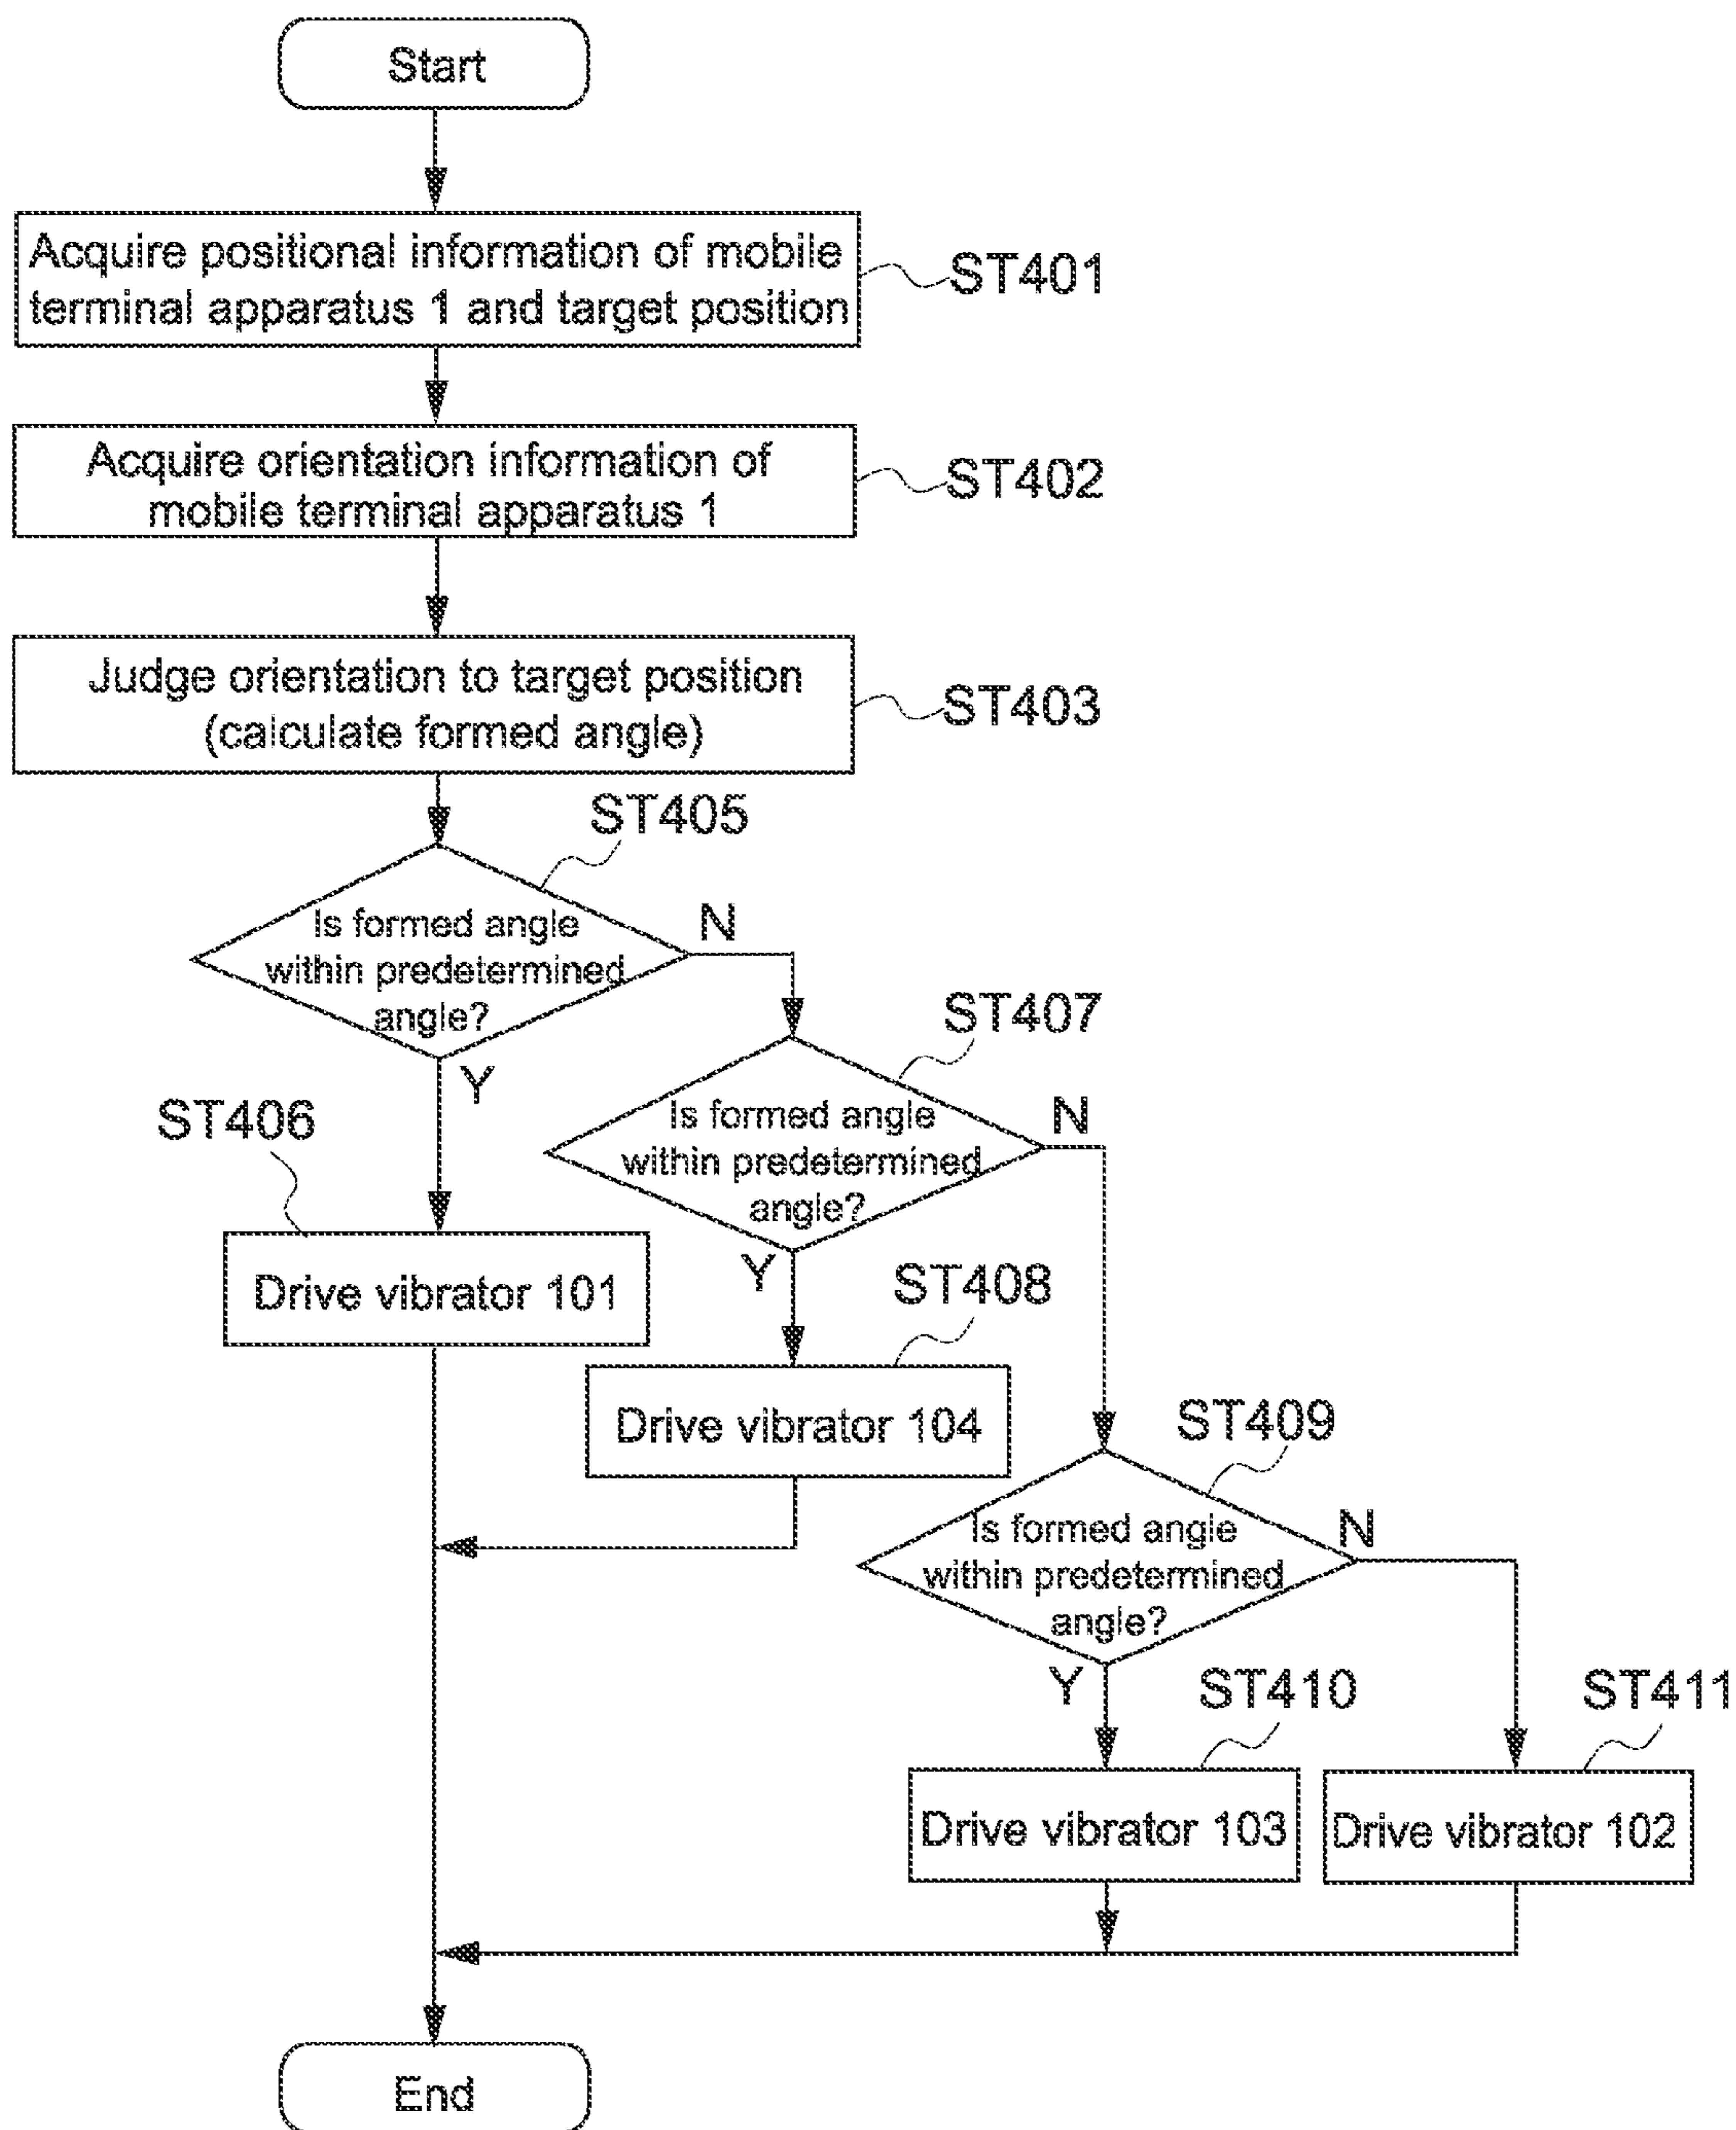 Start
Acquire positional information of mobile
terminal apparatus 1 and target position
ST401
Acquire orientation information of
mobile terminal apparatus 1
ST402
Judge orientation to target position
(calculate formed angle)
ST403
ST405
Is formed angle
within predetermined
angle?
N
Y
ST407
Is formed angle
within predetermined
angle?
N
Y
ST406
Drive vibrator 101
ST408
Drive vibrator 104
ST409
Is formed angle
within predetermined
angle?
N
Y
ST410
Drive vibrator 103
ST411
Drive vibrator 102
End